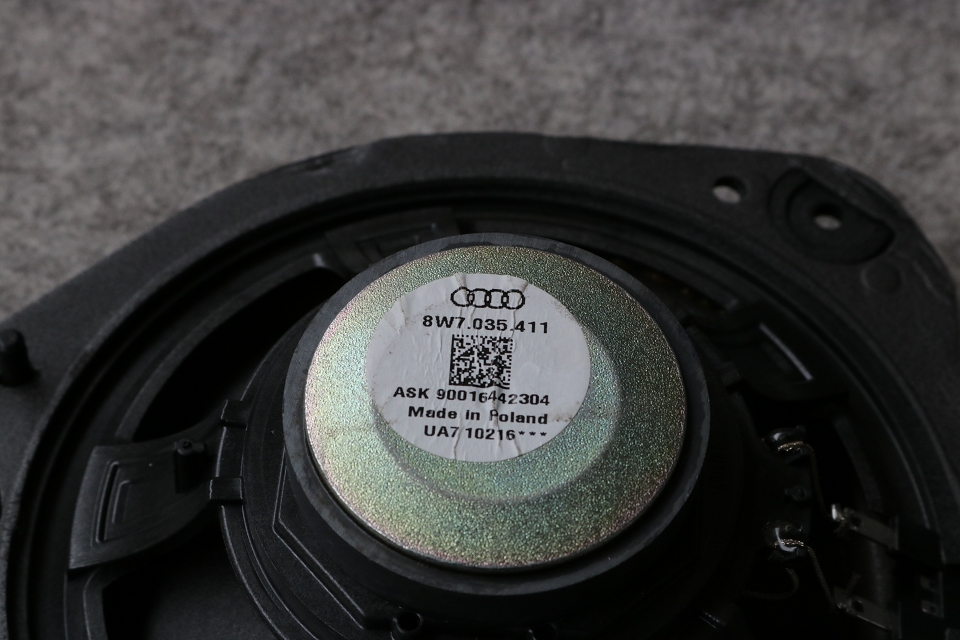 8W7.035.411
ASK 90016442304
Made in Poland
UA7 10216***